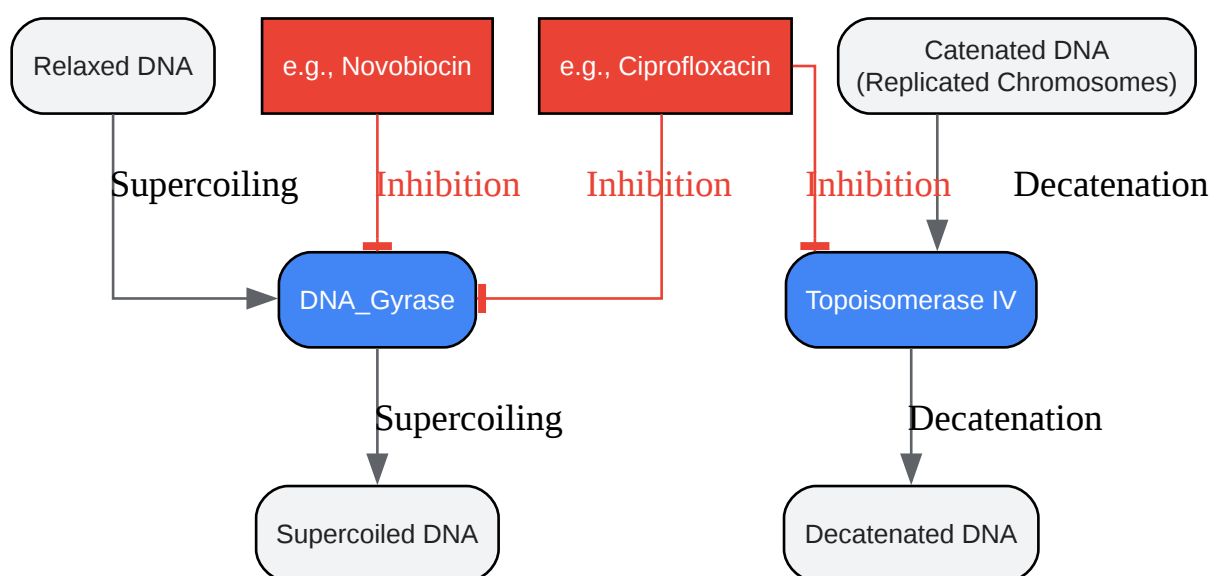 Relaxed DNA
e.g., Novobiocin
e.g., Ciprofloxacin
Catenated DNA
(Replicated Chromosomes)
Supercoiling
Inhibition
Inhibition
Inhibition
Decatenation
DNA_Gyrase
Topoisomerase IV
Supercoiling
Decatenation
Supercoiled DNA
Decatenated DNA